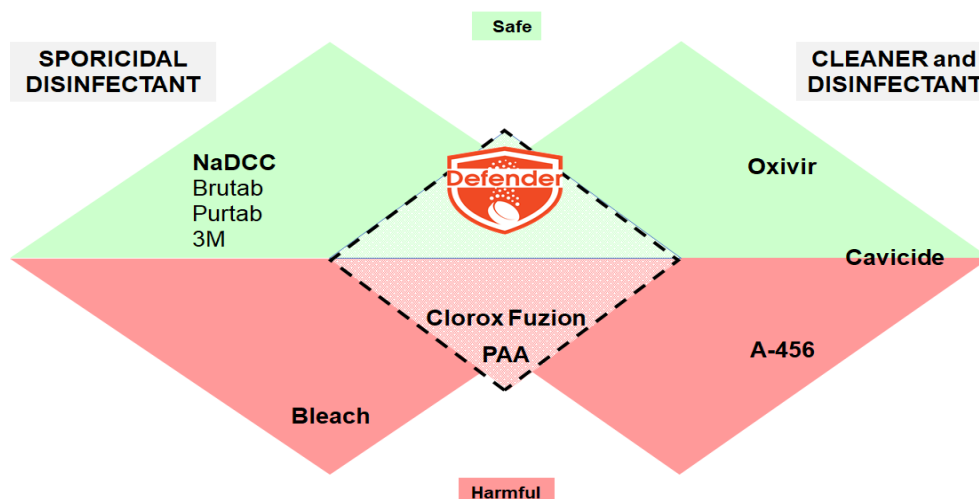 Safe
SPORICIDAL
DISINFECTANT
CLEANER and
DISINFECTANT
NaDCC
Brutab
Purtab
3M
Defender
Oxivir
Cavicide
Clorox Fuzion
PAA
A-456
Bleach
Harmful